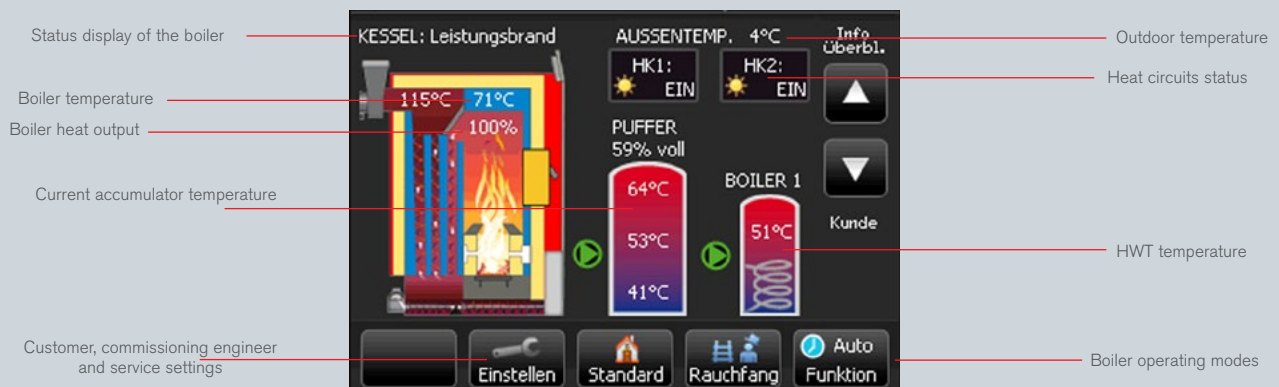 Status display of the boiler
Boiler temperature
Boiler heat output
Current accumulator temperature
Customer, commissioning engineer
and service settings
KESSEL: Leistungsbrand
AUSSENTEMP. 4°C
Info
Überbl.
HK1:
EIN
HK2:
EIN
115°C
71°C
100%
PUFFER
59% voll
64°C
53°C
41°C
BOILER 1
51°C
Kunde
Einstellen
Standard
Rauchfang
Auto
Funktion
Outdoor temperature
Heat circuits status
HWT temperature
Boiler operating modes